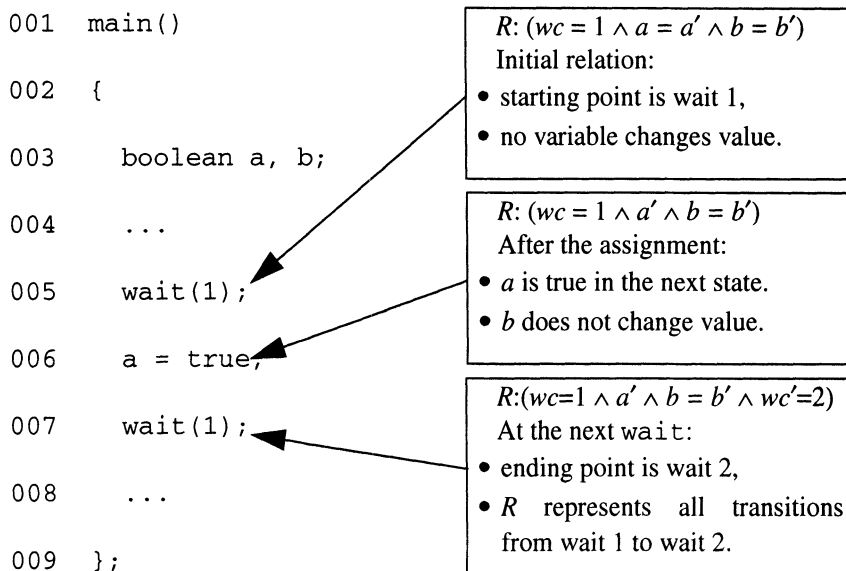 001 main()
002 {
003 boolean a, b;
004 ...
005 wait(1);
006 a = true;
007 wait(1);
008 ...
009 };
R: (wc = 1 ∧ a = a′ ∧ b = b′)
Initial relation:
• starting point is wait 1,
• no variable changes value.
R: (wc = 1 ∧ a′ ∧ b = b′)
After the assignment:
• a is true in the next state.
• b does not change value.
R:(wc=1 ∧ a′ ∧ b = b′ ∧ wc′=2)
At the next wait:
• ending point is wait 2,
• R represents all transitions
from wait 1 to wait 2.